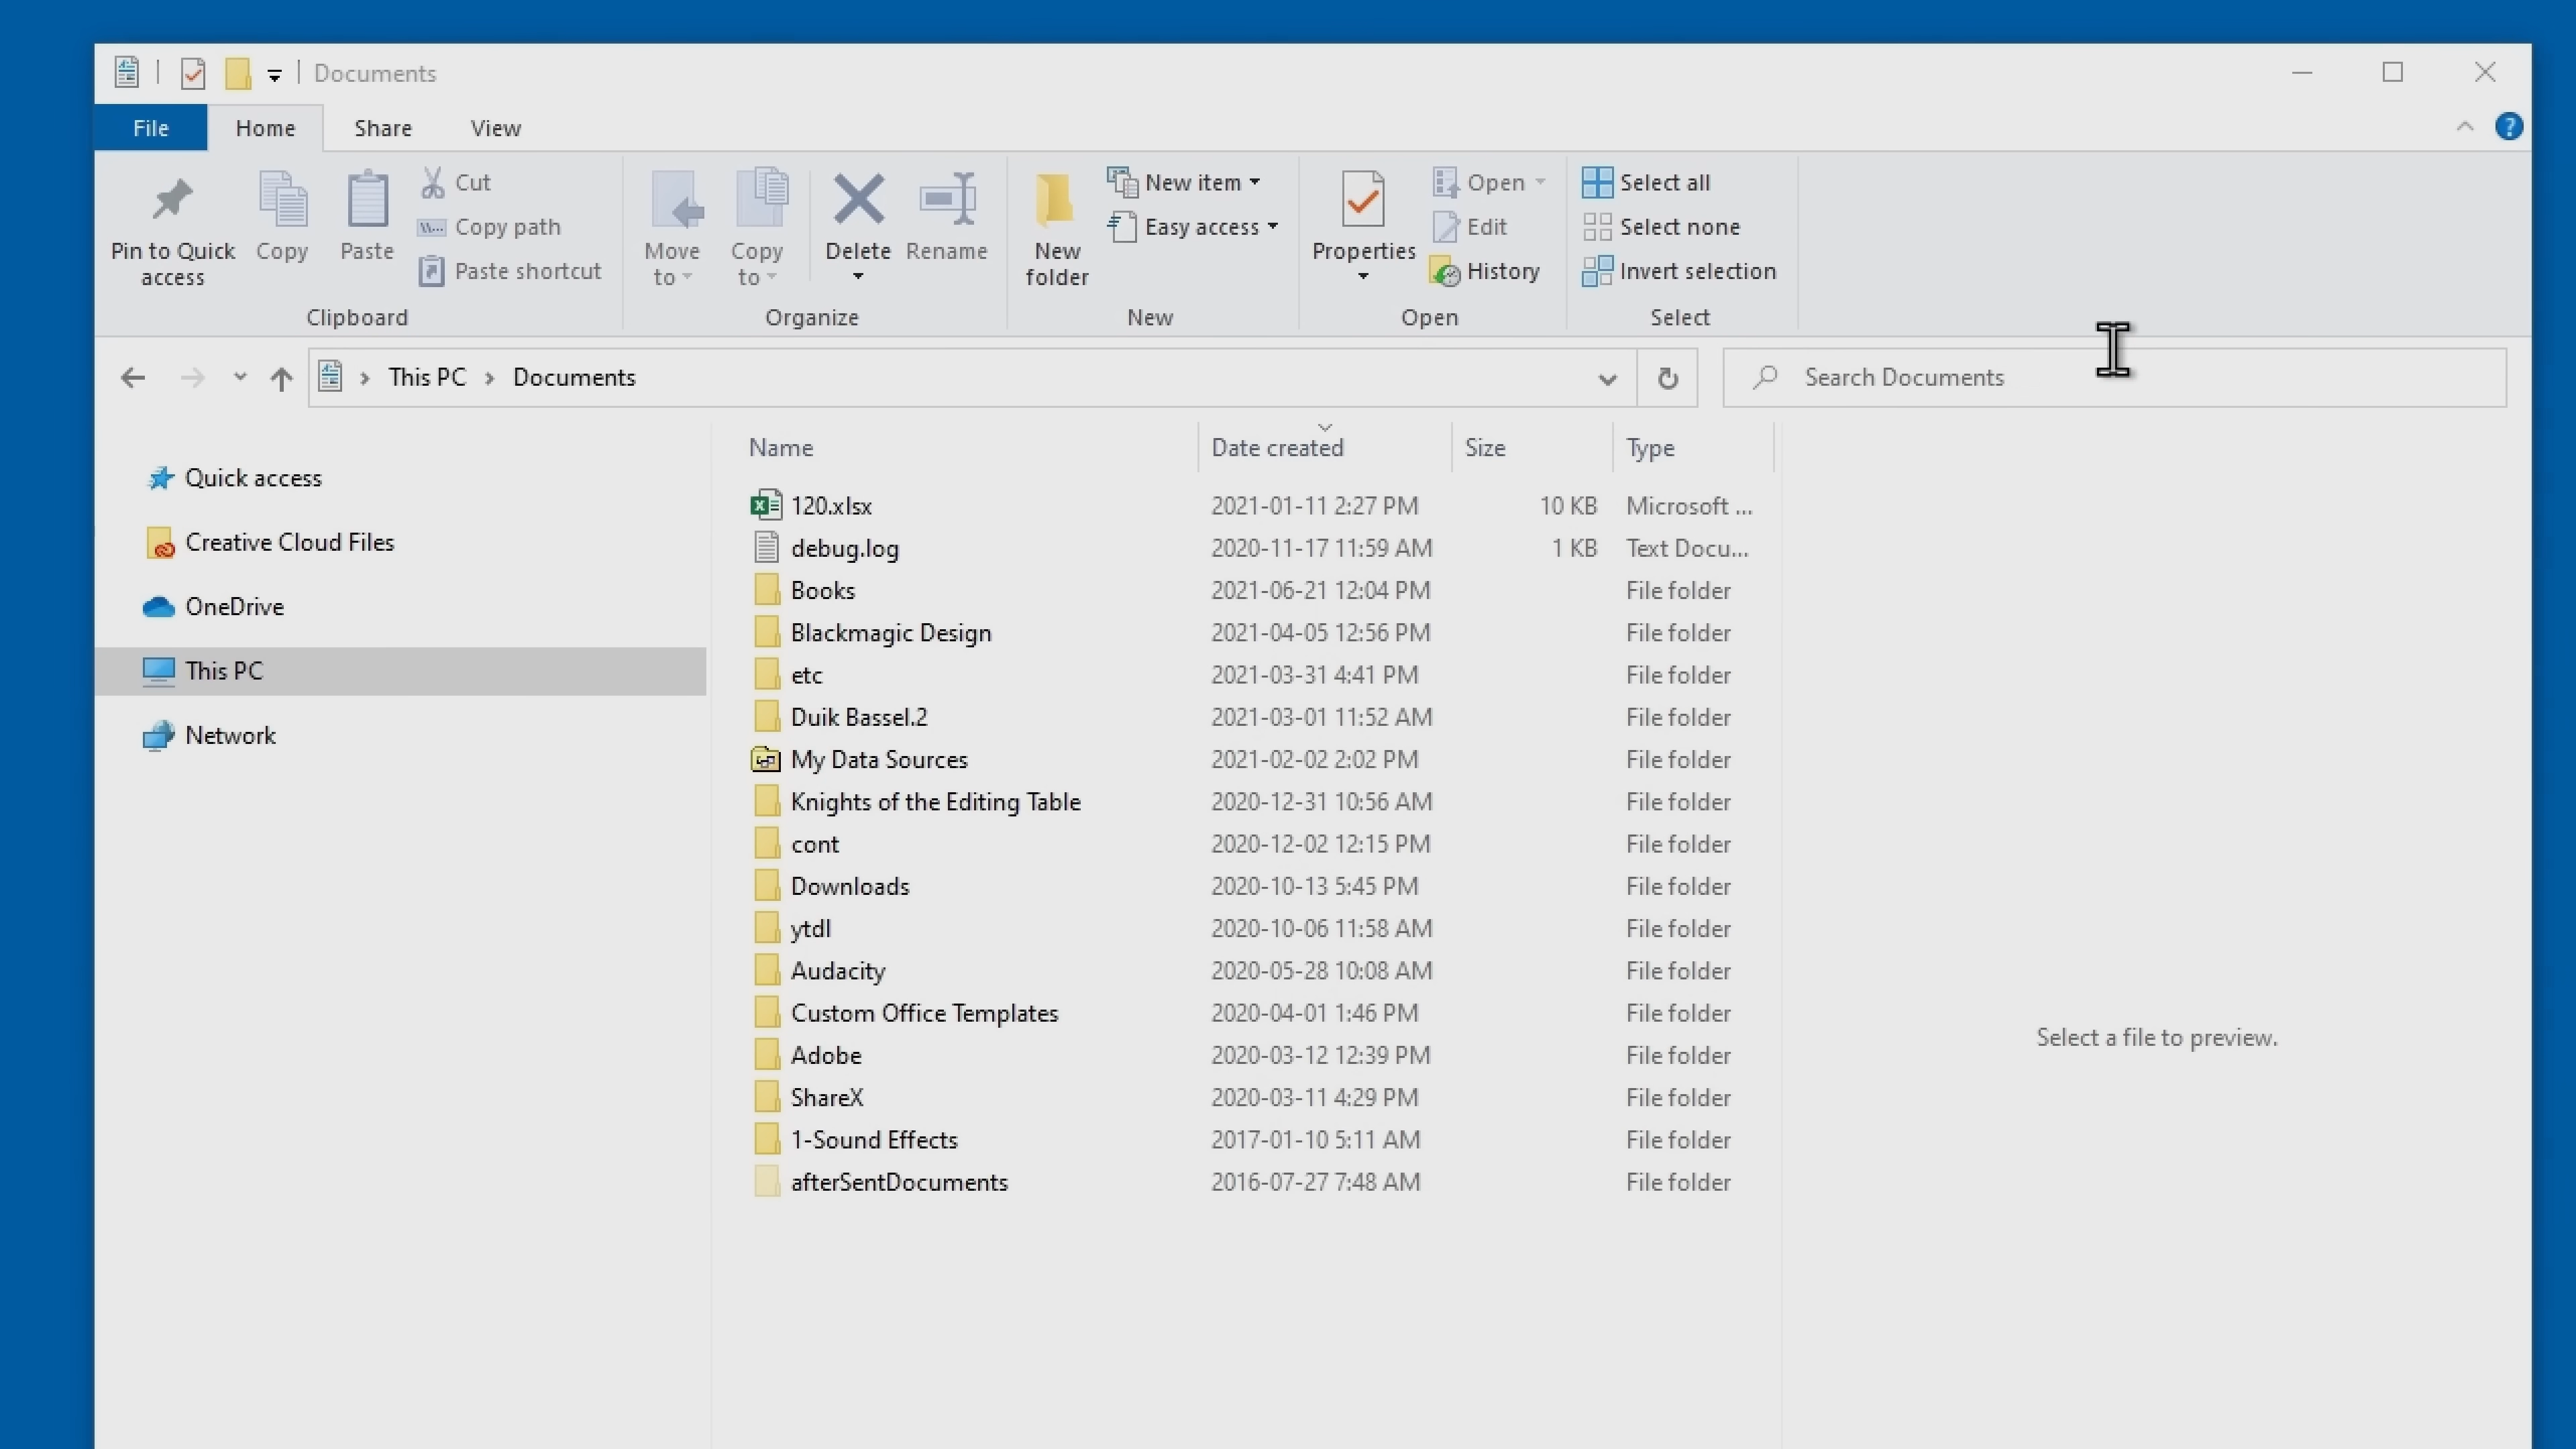 Documents
File Home Share View
Pin to Quick access
Copy
Paste
Cut
Copy path
Paste shortcut
Clipboard
Move to
Copy to
Delete
Rename
Organize
New folder
New item
Easy access
New
Properties
Open
Edit
History
Open
Select all
Select none
Invert selection
Select
This PC > Documents
Search Documents
Quick access
Creative Cloud Files
OneDrive
This PC
Network
Name Date created Size Type
120.xlsx 2021-01-11 2:27 PM 10 KB Microsoft ...
debug.log 2020-11-17 11:59 AM 1 KB Text Docu...
Books 2021-06-21 12:04 PM File folder
Blackmagic Design 2021-04-05 12:56 PM File folder
etc 2021-03-31 4:41 PM File folder
Duik Bassel.2 2021-03-01 11:52 AM File folder
My Data Sources 2021-02-02 2:02 PM File folder
Knights of the Editing Table 2020-12-31 10:56 AM File folder
cont 2020-12-02 12:15 PM File folder
Downloads 2020-10-13 5:45 PM File folder
ytdl 2020-10-06 11:58 AM File folder
Audacity 2020-05-28 10:08 AM File folder
Custom Office Templates 2020-04-01 1:46 PM File folder
Adobe 2020-03-12 12:39 PM File folder
ShareX 2020-03-11 4:29 PM File folder
1-Sound Effects 2017-01-10 5:11 AM File folder
afterSentDocuments 2016-07-27 7:48 AM File folder
Select a file to preview.